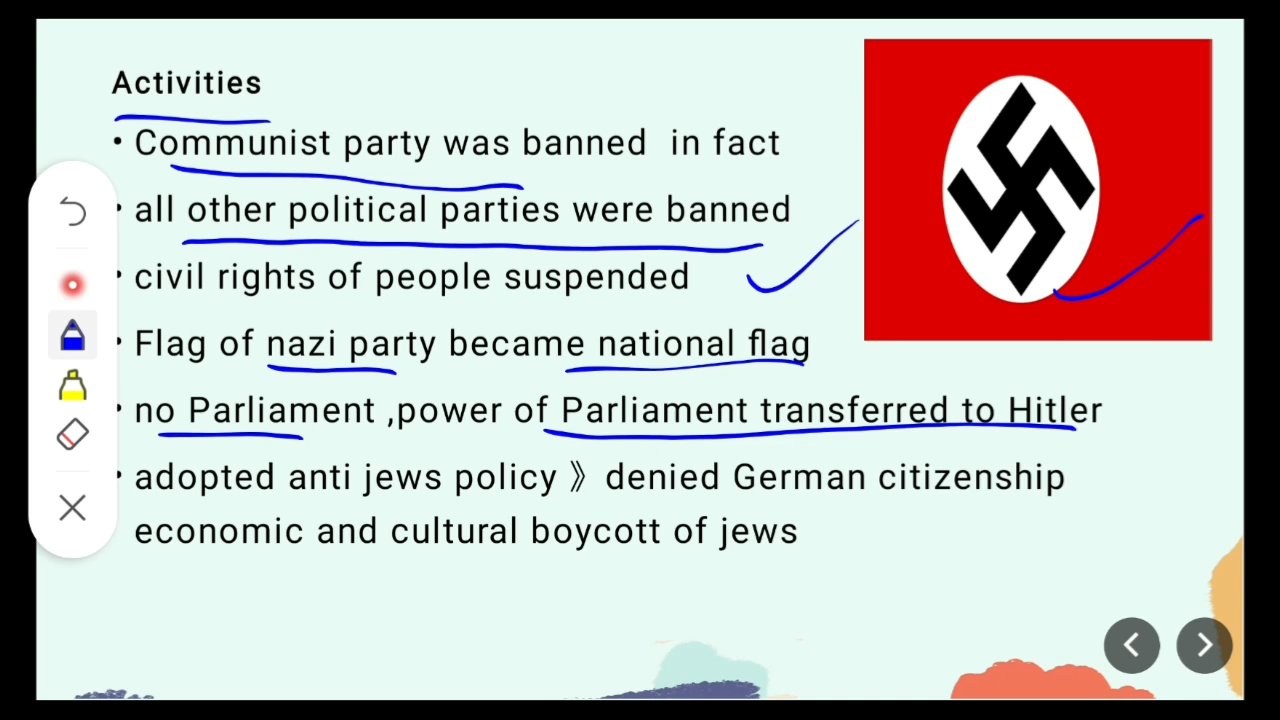 Activities
• Communist party was banned in fact
• all other political parties were banned
• civil rights of people suspended
• Flag of nazi party became national flag
• no Parliament ,power of Parliament transferred to Hitler
• adopted anti jews policy 》denied German citizenship
economic and cultural boycott of jews